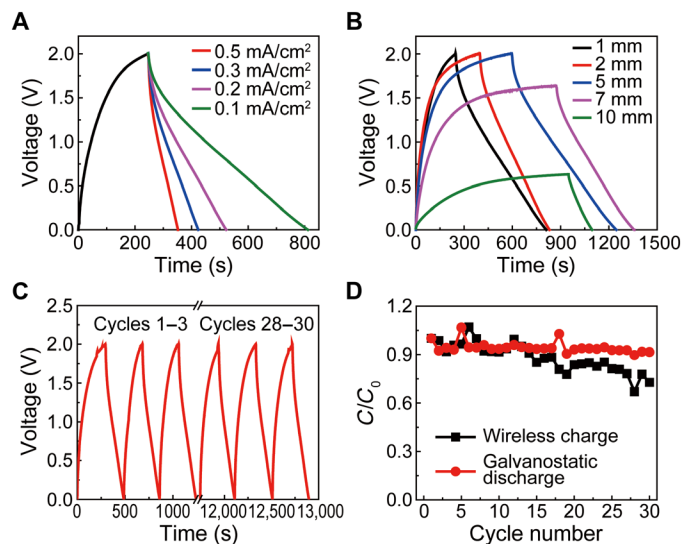 A
Voltage (V)
2.0
1.5
1.0
0.5
0.0
0.5 mA/cm²
0.3 mA/cm²
0.2 mA/cm²
0.1 mA/cm²
0 200 400 600 800
Time (s)
B
Voltage (V)
2.0
1.5
1.0
0.5
0.0
1 mm
2 mm
5 mm
7 mm
10 mm
0 300 600 900 1200 1500
Time (s)
C
Voltage (V)
2.5
2.0
1.5
1.0
0.5
0.0
Cycles 1–3 Cycles 28–30
0 500 1000 12,000 12,500 13,000
Time (s)
D
C/C₀
1.2
0.9
0.6
0.3
0.0
Wireless charge
Galvanostatic
discharge
0 5 10 15 20 25 30
Cycle number